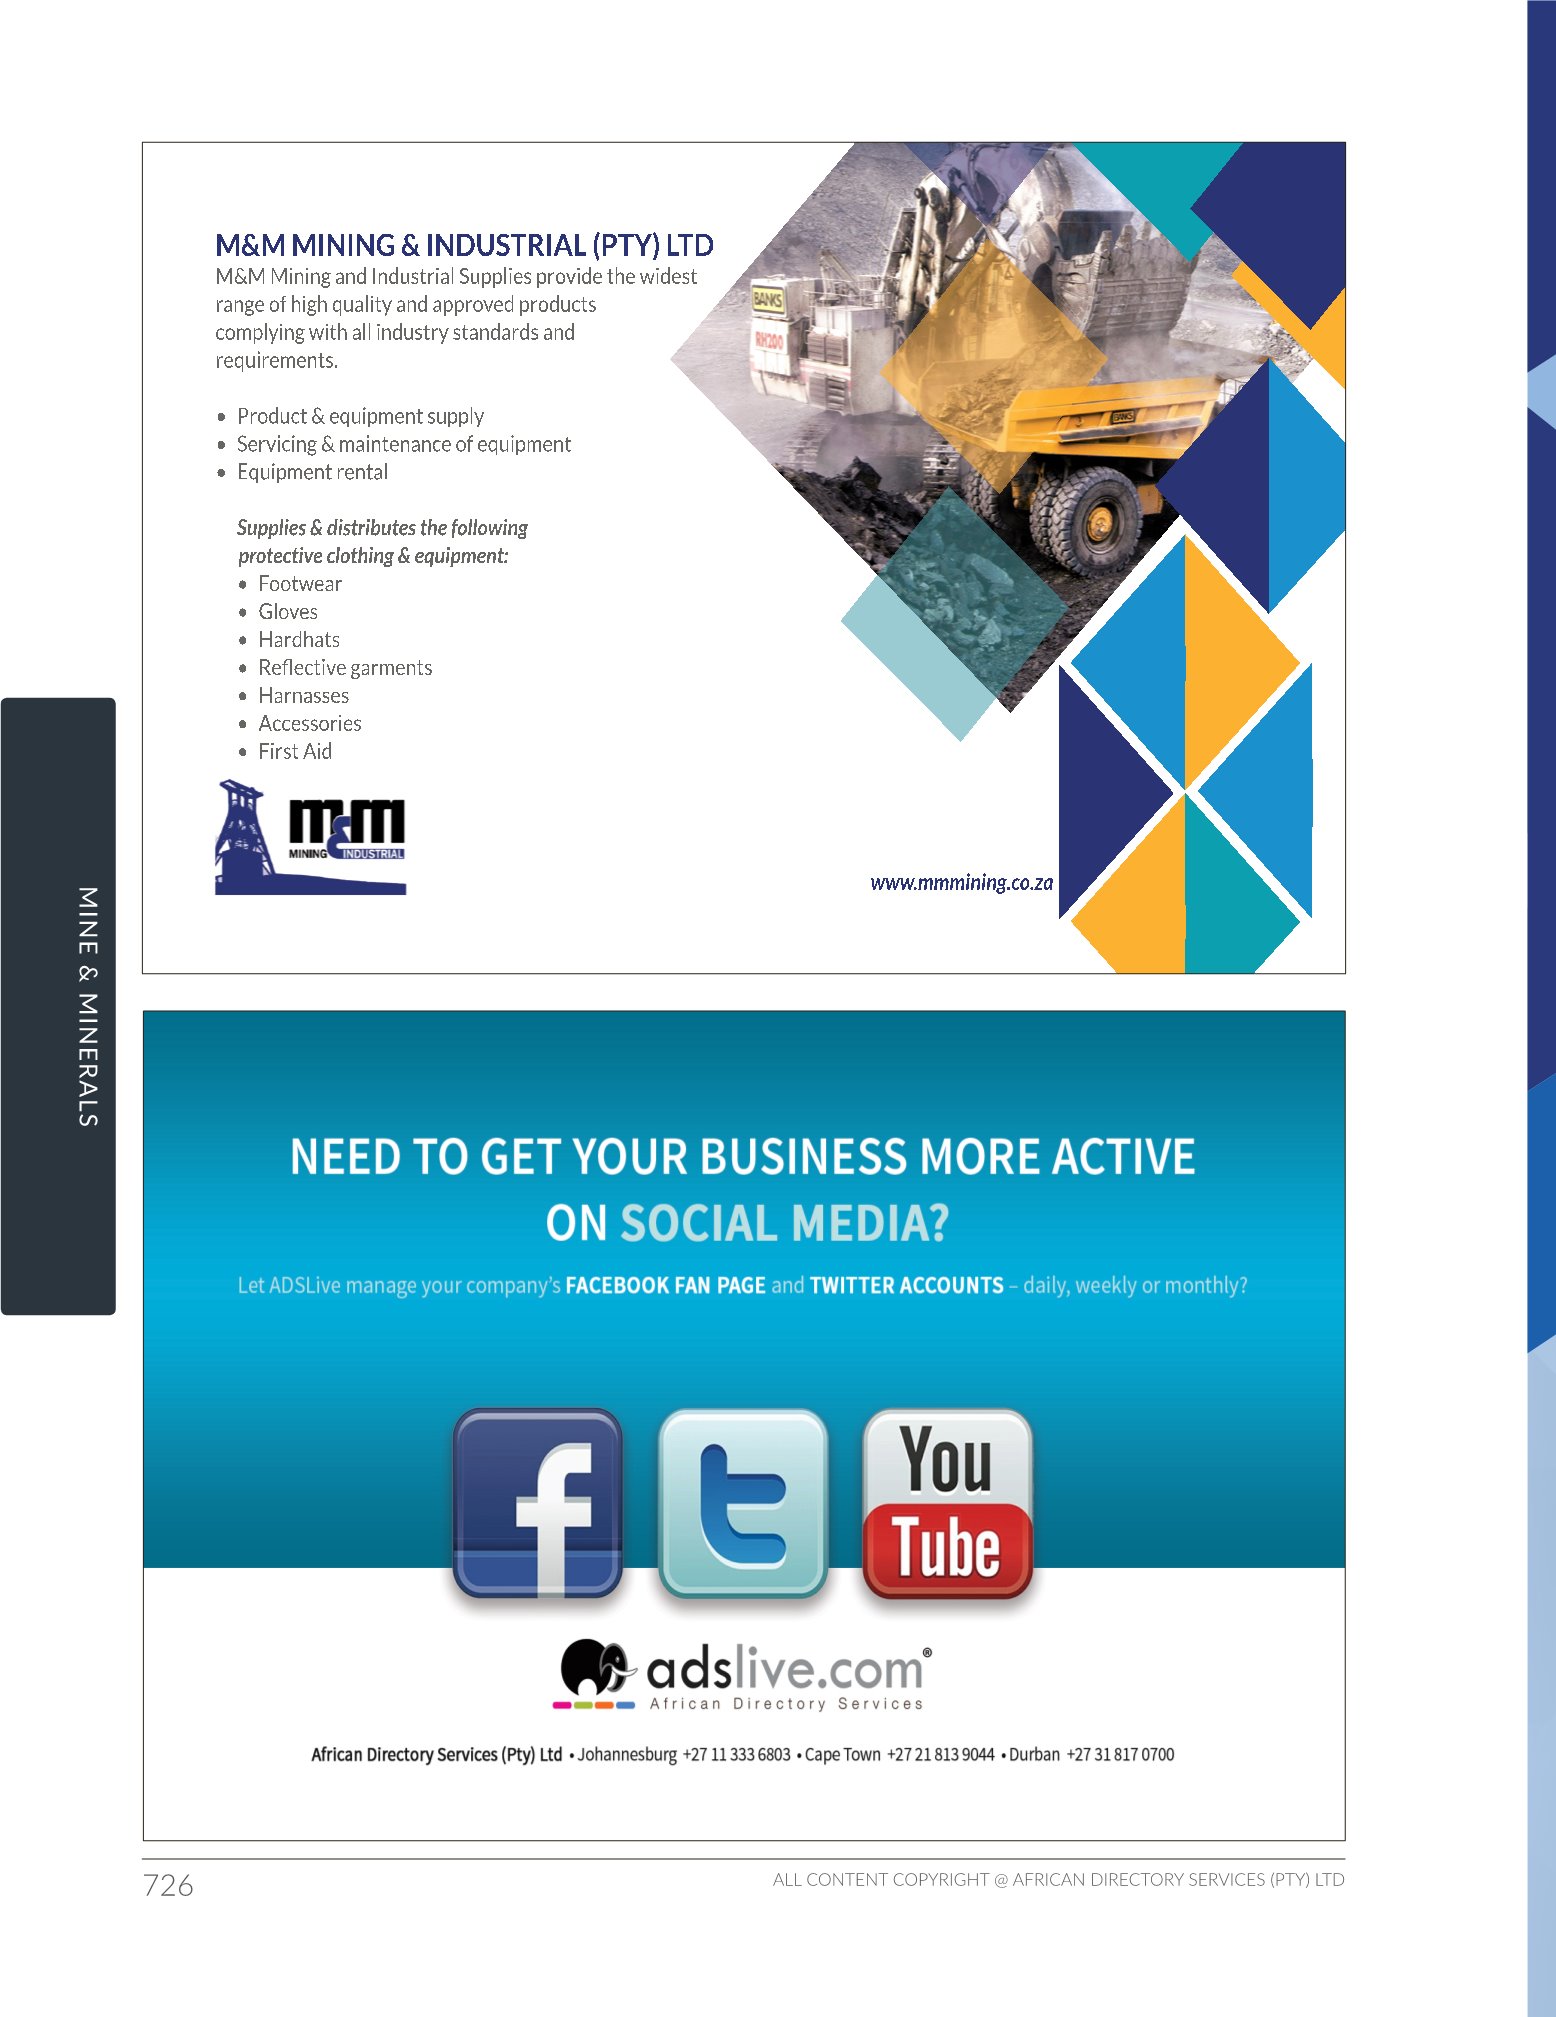 M&M MINING & INDUSTRIAL (PTY) LTD
M&M Mining and Industrial Supplies provide the widest
range of high quality and approved products
complying with all industry standards and
requirements.
• Product & equipment supply
• Servicing & maintenance of equipment
• Equipment rental
Supplies & distributes the following
protective clothing & equipment:
• Footwear
• Gloves
• Hardhats
• Reflective garments
• Harnasses
• Accessories
• First Aid
BANKS
RH200
BANKS
m&m
MINING INDUSTRIAL
www.mmmining.co.za
MINE & MINERALS
NEED TO GET YOUR BUSINESS MORE ACTIVE
ON SOCIAL MEDIA?
Let ADSLive manage your company's FACEBOOK FAN PAGE and TWITTER ACCOUNTS – daily, weekly or monthly?
f
t
You
Tube
adslive.com®
African Directory Services
African Directory Services (Pty) Ltd • Johannesburg +27 11 333 6803 • Cape Town +27 21 813 9044 • Durban +27 31 817 0700
726
ALL CONTENT COPYRIGHT @ AFRICAN DIRECTORY SERVICES (PTY) LTD